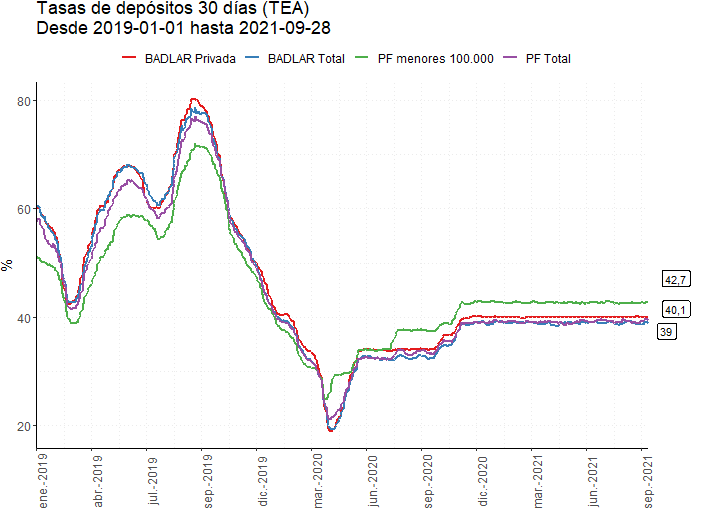 Tasas de depósitos 30 días (TEA)
Desde 2019-01-01 hasta 2021-09-28
BADLAR Privada BADLAR Total PF menores 100.000 PF Total
%
80
60
40
20
42,7
40,1
39
ene.-2019
abr.-2019
jul.-2019
sep.-2019
dic.-2019
mar.-2020
jun.-2020
sep.-2020
dic.-2020
mar.-2021
jun.-2021
sep.-2021